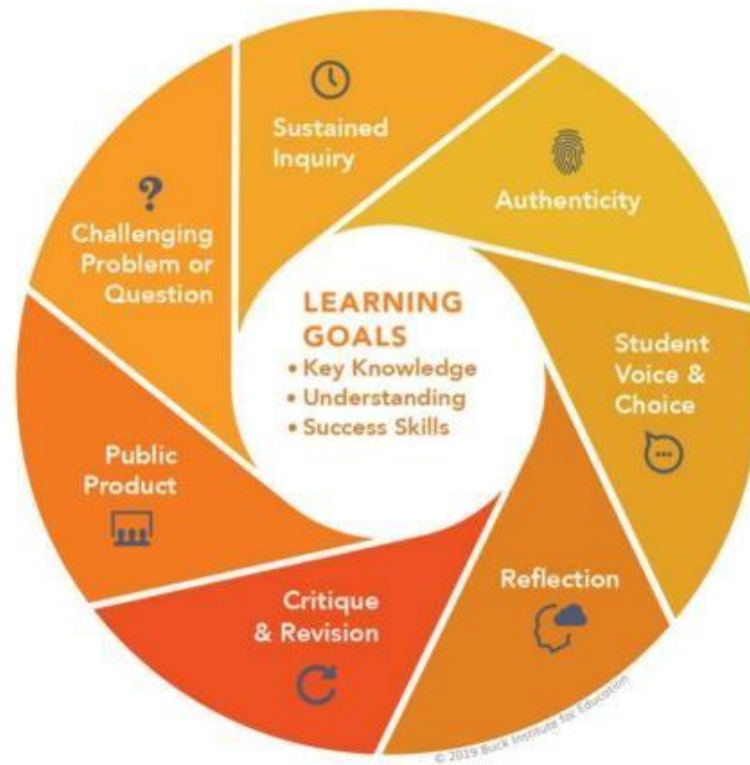 Sustained
Inquiry
Authenticity
?
Challenging
Problem or
Question
LEARNING
GOALS
• Key Knowledge
• Understanding
• Success Skills
Student
Voice &
Choice
Public
Product
Reflection
Critique
& Revision
© 2019 Buck Institute for Education